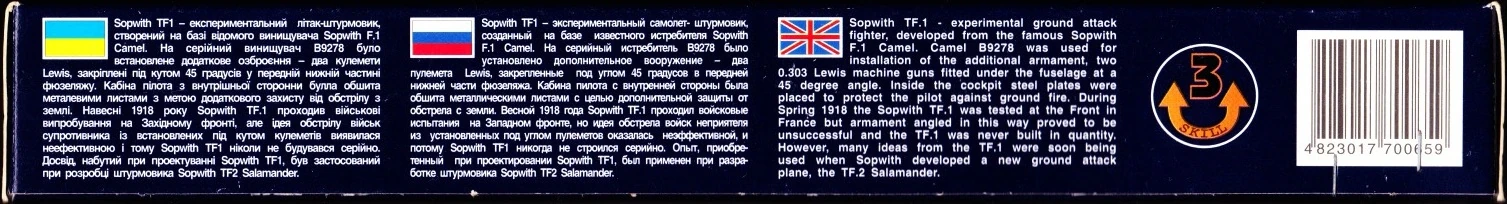 Sopwith TF1 – експериментальний літак-штурмовик,
створений на базі відомого винищувача Sopwith F.1
Camel. На серійний винищувач B9278 було
встановлене додаткове озброєння – два кулемети
Lewis, закріплені під кутом 45 градусів у передній нижній частині
фюзеляжу. Кабіна пілота з внутрішньої сторонни булла обшита
металевими листами з метою додаткового захисту від обстрілу з
землі. Навесні 1918 року Sopwith TF.1 проходив військові
випробування на Західному фронті, але ідея обстрілу військ
супротивника із встановлених під кутом кулеметів виявилася
неефективною і тому Sopwith TF1 ніколи не будувався серійно.
Досвід, набутий при проектуванні Sopwith TF1, був застосований
при розробці штурмовика Sopwith TF2 Salamander.
Sopwith TF1 – экспериментальный самолет- штурмовик,
созданный на базе известного истребителя Sopwith
F.1 Camel. На серийный истребитель B9278 было
установлено дополнительное вооружение – два
пулемета Lewis, закрепленные под углом 45 градусов в передней
нижней части фюзеляжа. Кабина пилота с внутренней стороны была
обшита металлическими листами с целью дополнительной защиты от
обстрела с земли. Весной 1918 года Sopwith TF.1 проходил войсковые
испытания на Западном фронте, но идея обстрела войск неприятеля
из установленных под углом пулеметов оказалась неэффективной, и
потому Sopwith TF1 никогда не строился серийно. Опыт, приобре-
тенный при проектировании Sopwith TF1, был применен при разра-
ботке штурмовика Sopwith TF2 Salamander.
Sopwith TF.1 - experimental ground attack
fighter, developed from the famous Sopwith
F.1 Camel. Camel B9278 was used for
installation of the additional armament, two
0.303 Lewis machine guns fitted under the fuselage at a
45 degree angle. Inside the cockpit steel plates were
placed to protect the pilot against ground fire. During
Spring 1918 the Sopwith TF.1 was tested at the Front in
France but armament angled in this way proved to be
unsuccessful and the TF.1 was never built in quantity.
However, many ideas from the TF.1 were soon being
used when Sopwith developed a new ground attack
plane, the TF.2 Salamander.
3
SKILL
4 823017 700659